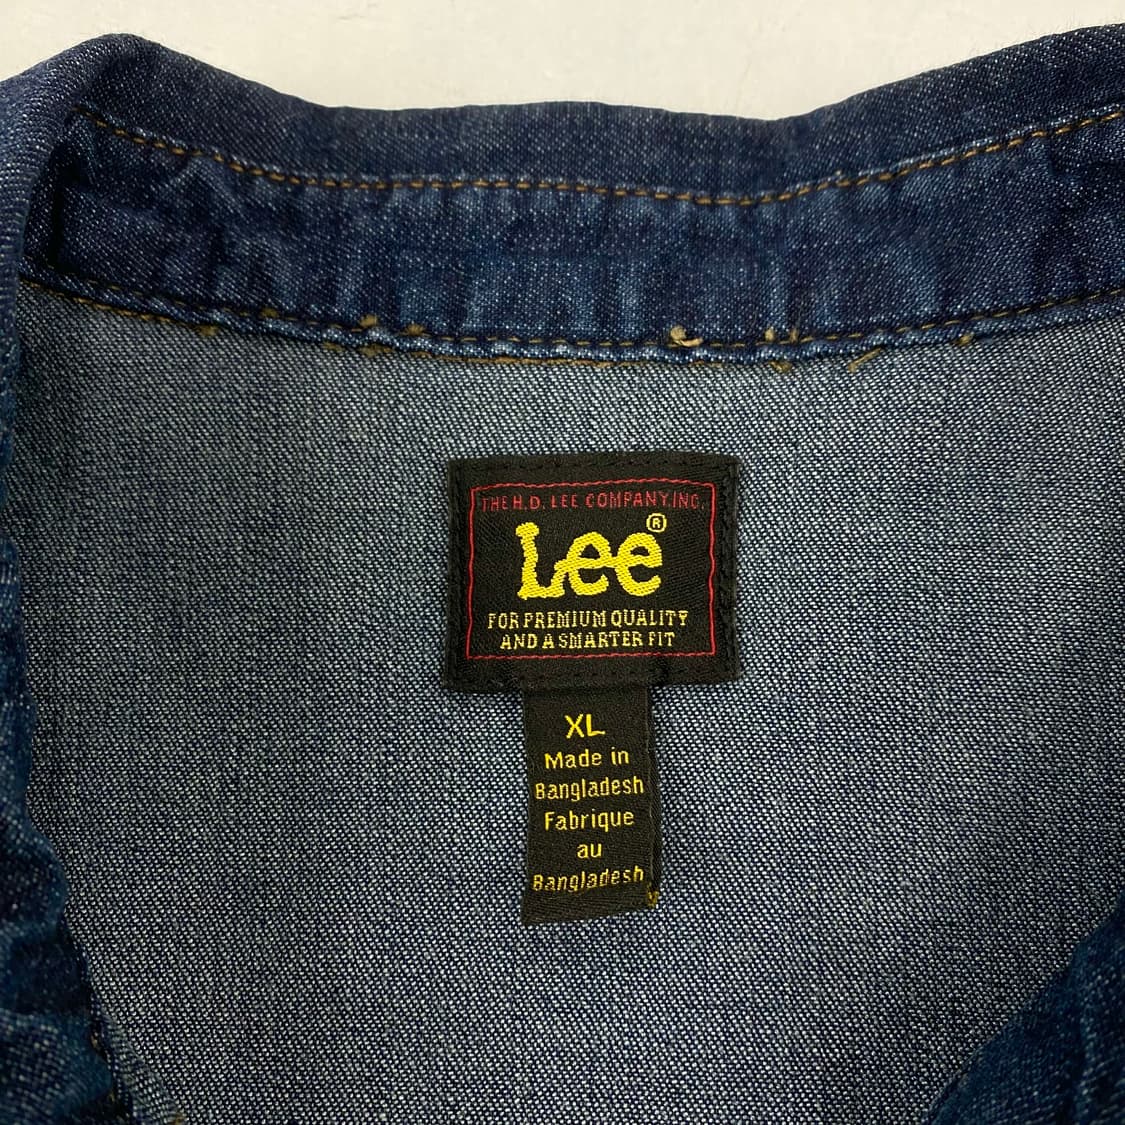 THE H.D. LEE COMPANY, INC.
Lee®
FOR PREMIUM QUALITY
AND A SMARTER FIT
XL
Made in
Bangladesh
Fabrique
au
Bangladesh